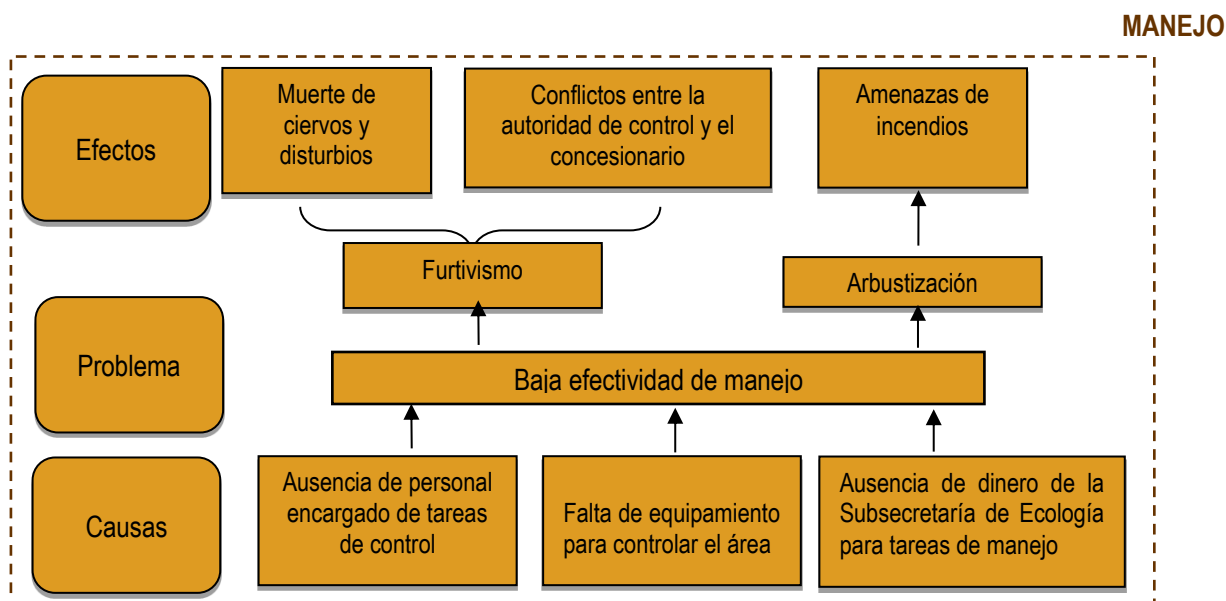 MANEJO
Efectos
Muerte de
ciervos y
disturbios
Conflictos entre la
autoridad de control y el
concesionario
Amenazas de
incendios
Furtivismo
Arbustización
Problema
Baja efectividad de manejo
Causas
Ausencia de personal
encargado de tareas
de control
Falta de equipamiento
para controlar el área
Ausencia de dinero de la
Subsecretaría de Ecología
para tareas de manejo